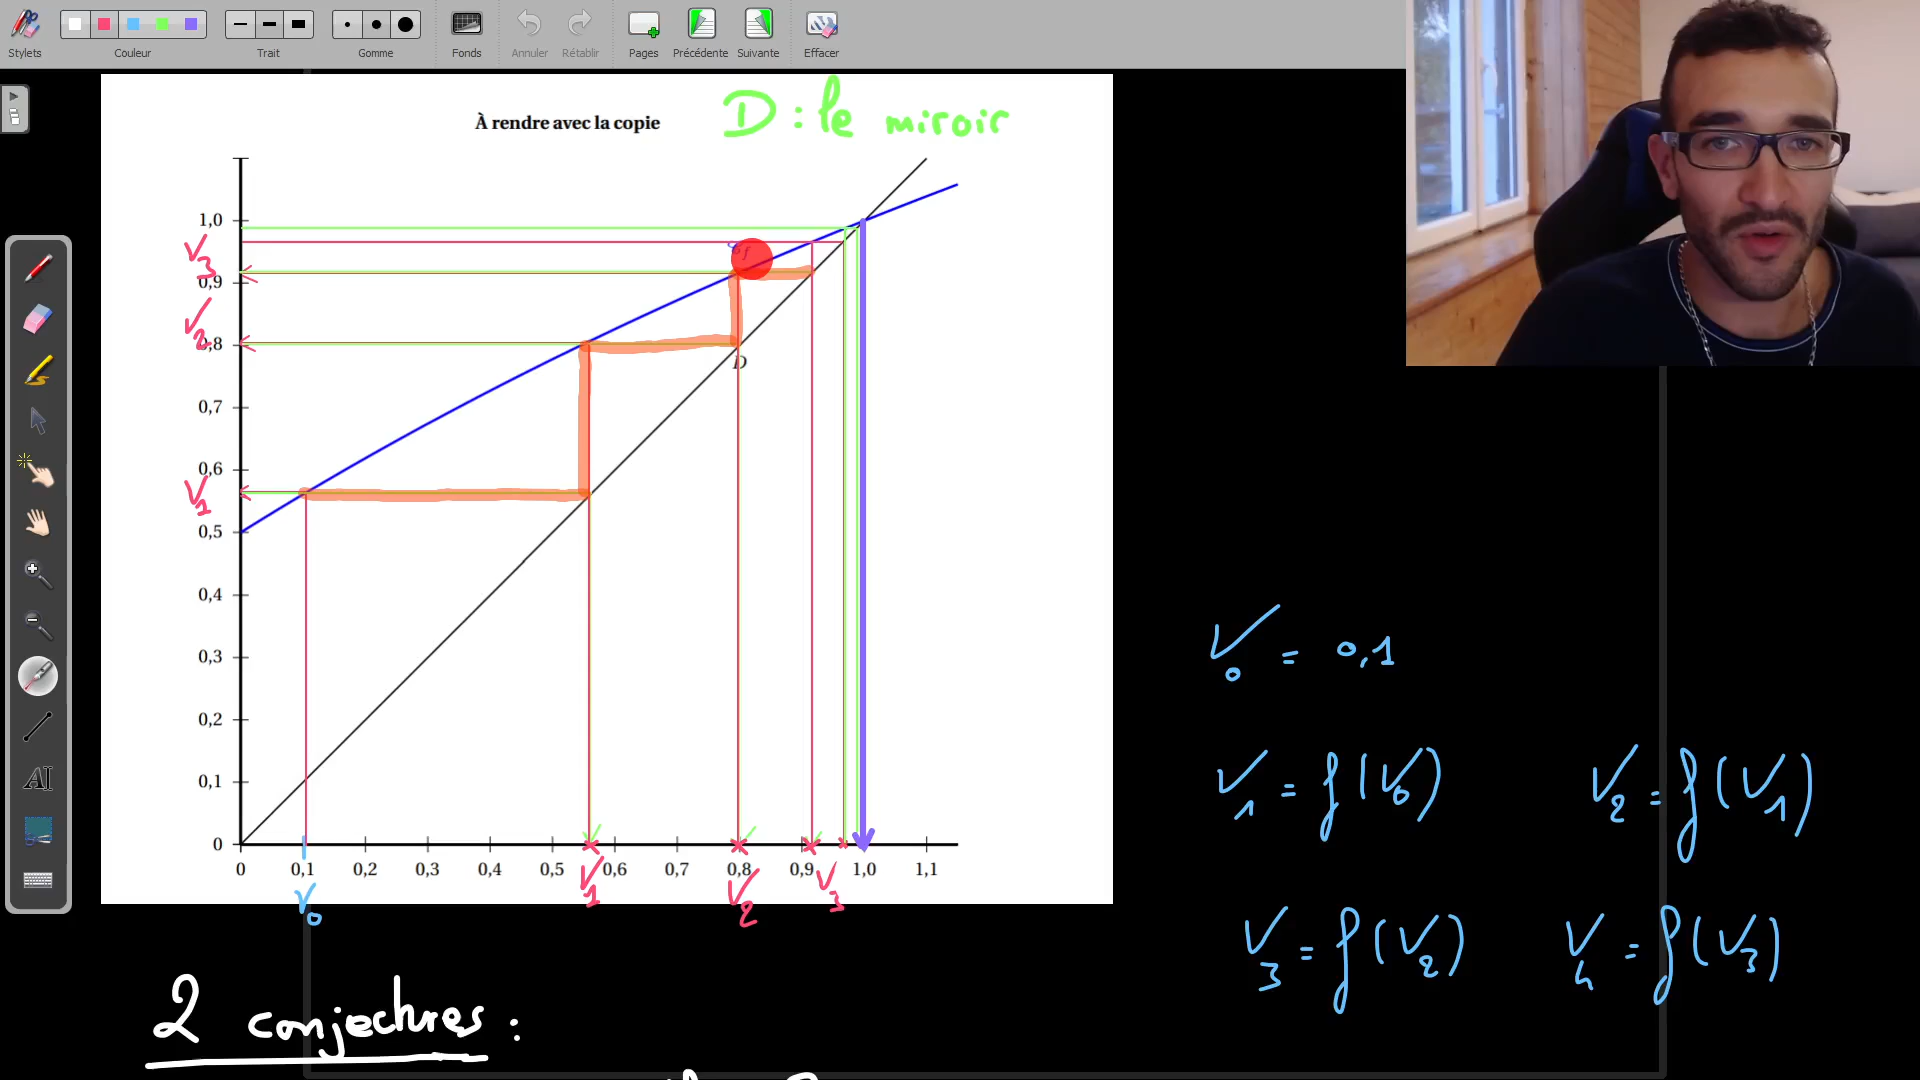 Stylets Couleur Trait Gomme Fonds Annuler Rétablir Pages Précédente Suivante Effacer
À rendre avec la copie
D : le miroir
1,0
V3
0,9
V2
0,8
D
0,7
0,6
V1
0,5
0,4
0,3
0,2
0,1
0
0 0,1 0,2 0,3 0,4 0,5 0,6 0,7 0,8 0,9 1,0 1,1
V0 V1 V2 V3
V0 = 0,1
V1 = f(V0) V2 = f(V1)
V3 = f(V2) V4 = f(V3)
2 conjectures :